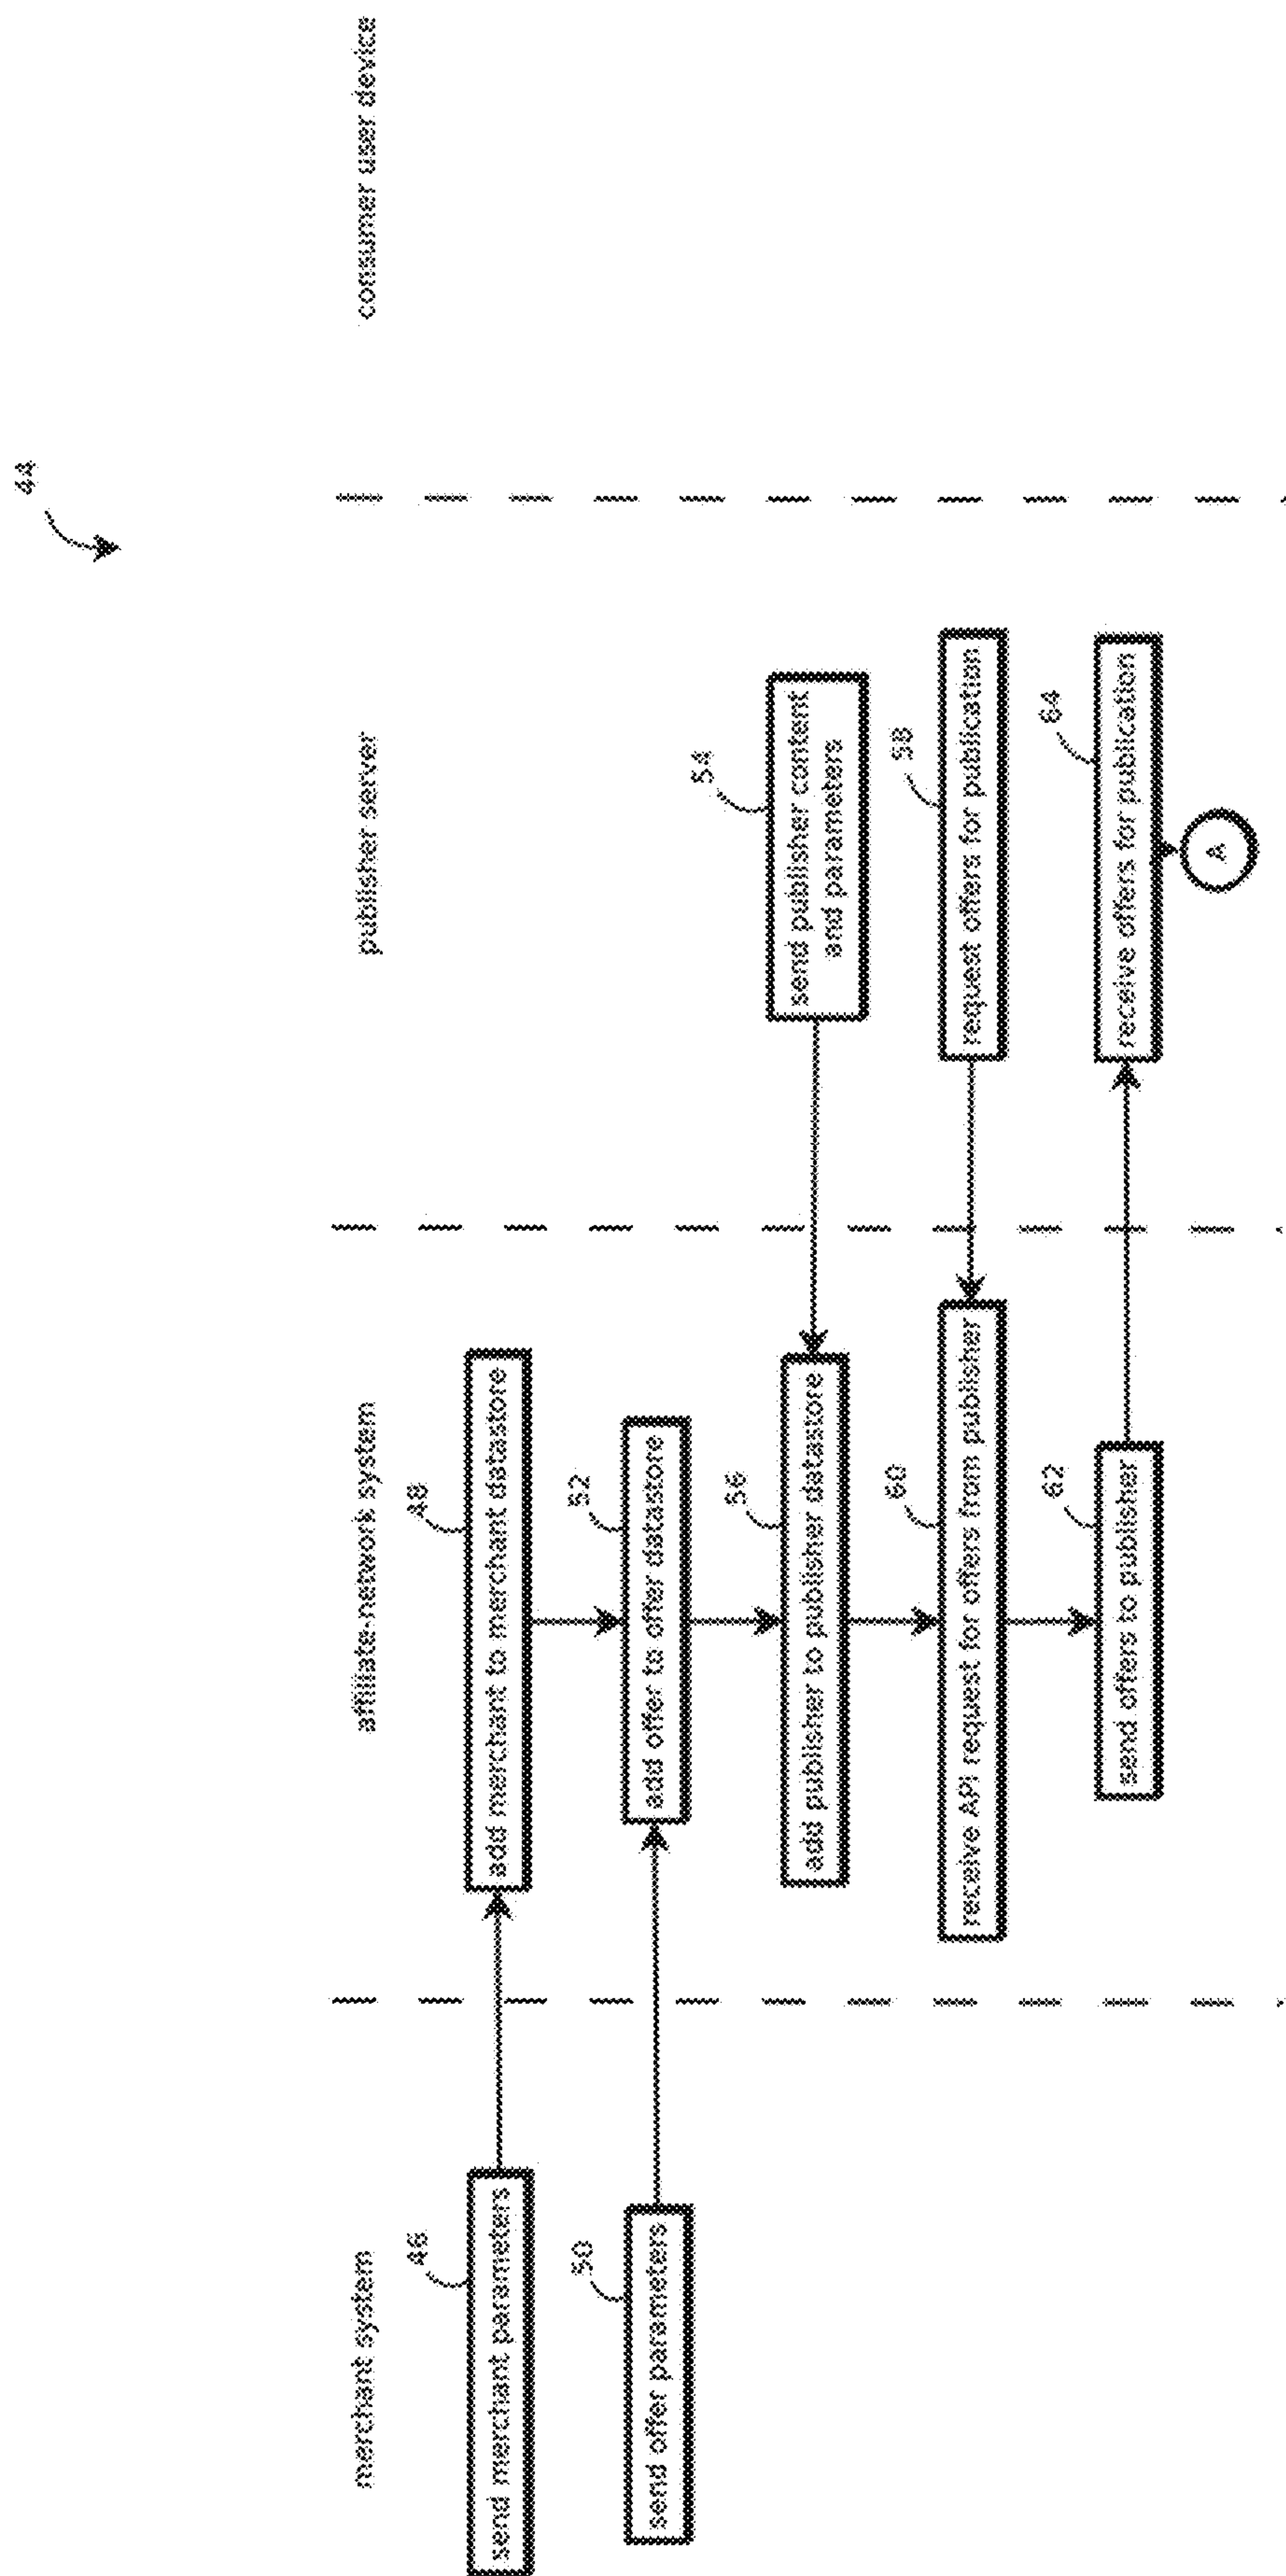 44
merchant system
affiliate-network system
publisher server
consumer user device
46
send merchant parameters
48
add merchant to merchant datastore
50
send offer parameters
52
add offer to offer datastore
54
send publisher content
and parameters
56
add publisher to publisher datastore
58
request offers for publication
60
receive API request for offers from publisher
62
send offers to publisher
64
receive offers for publication
A